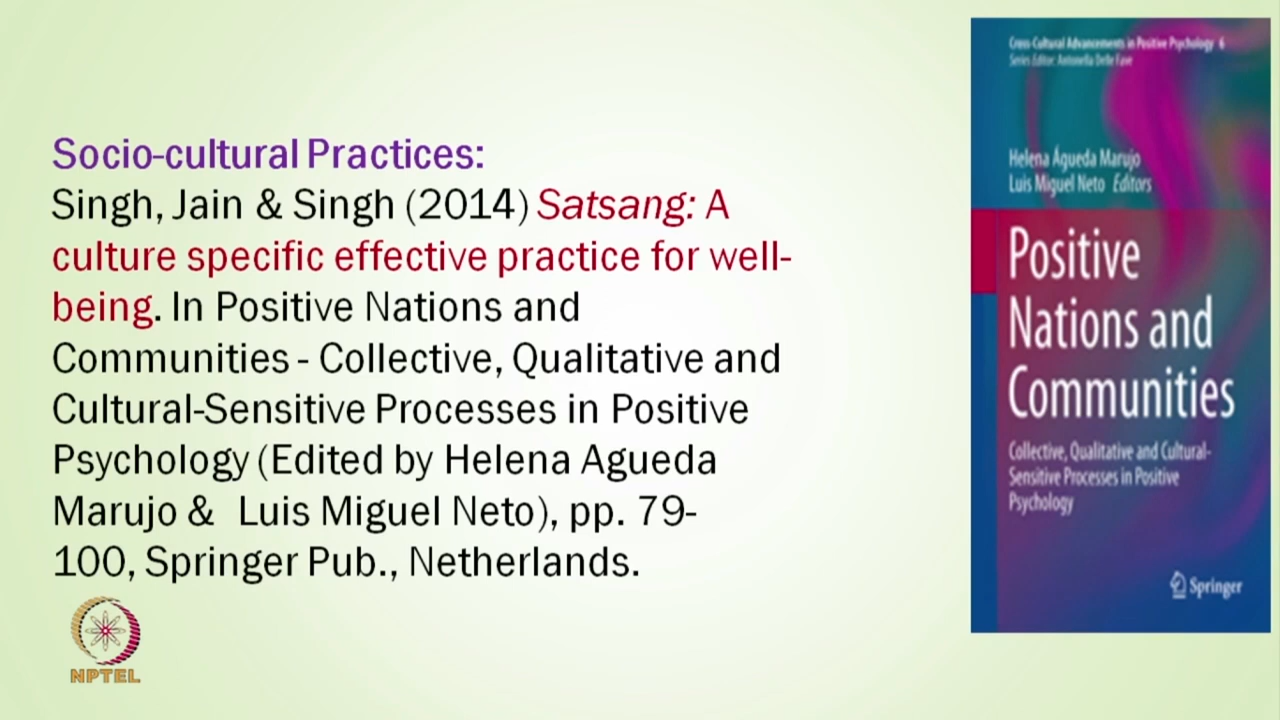 Socio-cultural Practices:
Singh, Jain & Singh (2014) Satsang: A
culture specific effective practice for well-
being. In Positive Nations and
Communities - Collective, Qualitative and
Cultural-Sensitive Processes in Positive
Psychology (Edited by Helena Agueda
Marujo & Luis Miguel Neto), pp. 79-
100, Springer Pub., Netherlands.
NPTEL
Cross-Cultural Advancements in Positive Psychology 6
Series Editor: Antonella Delle Fave
Helena Águeda Marujo
Luis Miguel Neto Editors
Positive
Nations and
Communities
Collective, Qualitative and Cultural-
Sensitive Processes in Positive
Psychology
Springer